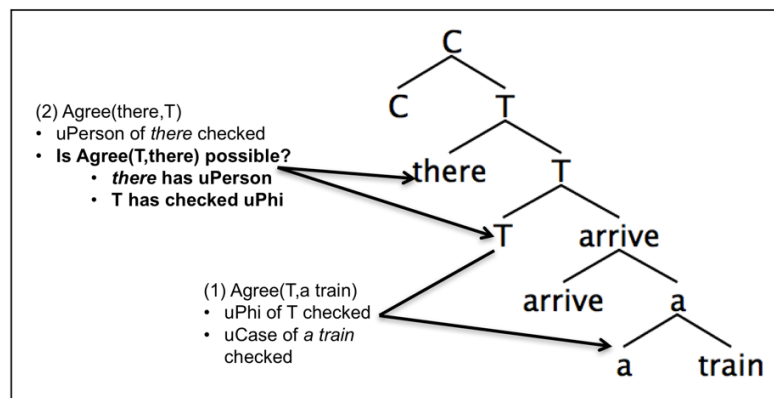 C
C T
(2) Agree(there,T)
• uPerson of there checked
• Is Agree(T,there) possible?
• there has uPerson
• T has checked uPhi
there T
T arrive
(1) Agree(T,a train)
• uPhi of T checked
• uCase of a train
checked
arrive a
a train